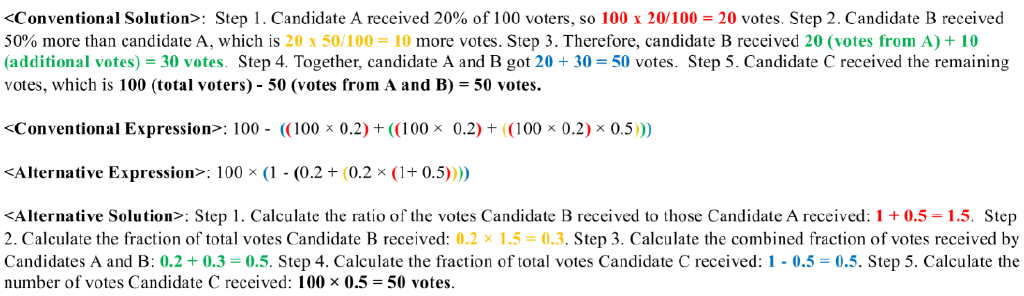 <Conventional Solution>: Step 1. Candidate A received 20% of 100 voters, so 100 x 20/100 = 20 votes. Step 2. Candidate B received
50% more than candidate A, which is 20 x 50/100 = 10 more votes. Step 3. Therefore, candidate B received 20 (votes from A) + 10
(additional votes) = 30 votes. Step 4. Together, candidate A and B got 20 + 30 = 50 votes. Step 5. Candidate C received the remaining
votes, which is 100 (total voters) - 50 (votes from A and B) = 50 votes.
<Conventional Expression>: 100 - ((100 × 0.2) + ((100 × 0.2) + ((100 × 0.2) × 0.5)))
<Alternative Expression>: 100 × (1 - (0.2 + (0.2 × (1+ 0.5))))
<Alternative Solution>: Step 1. Calculate the ratio of the votes Candidate B received to those Candidate A received: 1 + 0.5 = 1.5. Step
2. Calculate the fraction of total votes Candidate B received: 0.2 × 1.5 = 0.3. Step 3. Calculate the combined fraction of votes received by
Candidates A and B: 0.2 + 0.3 = 0.5. Step 4. Calculate the fraction of total votes Candidate C received: 1 - 0.5 = 0.5. Step 5. Calculate the
number of votes Candidate C received: 100 × 0.5 = 50 votes.